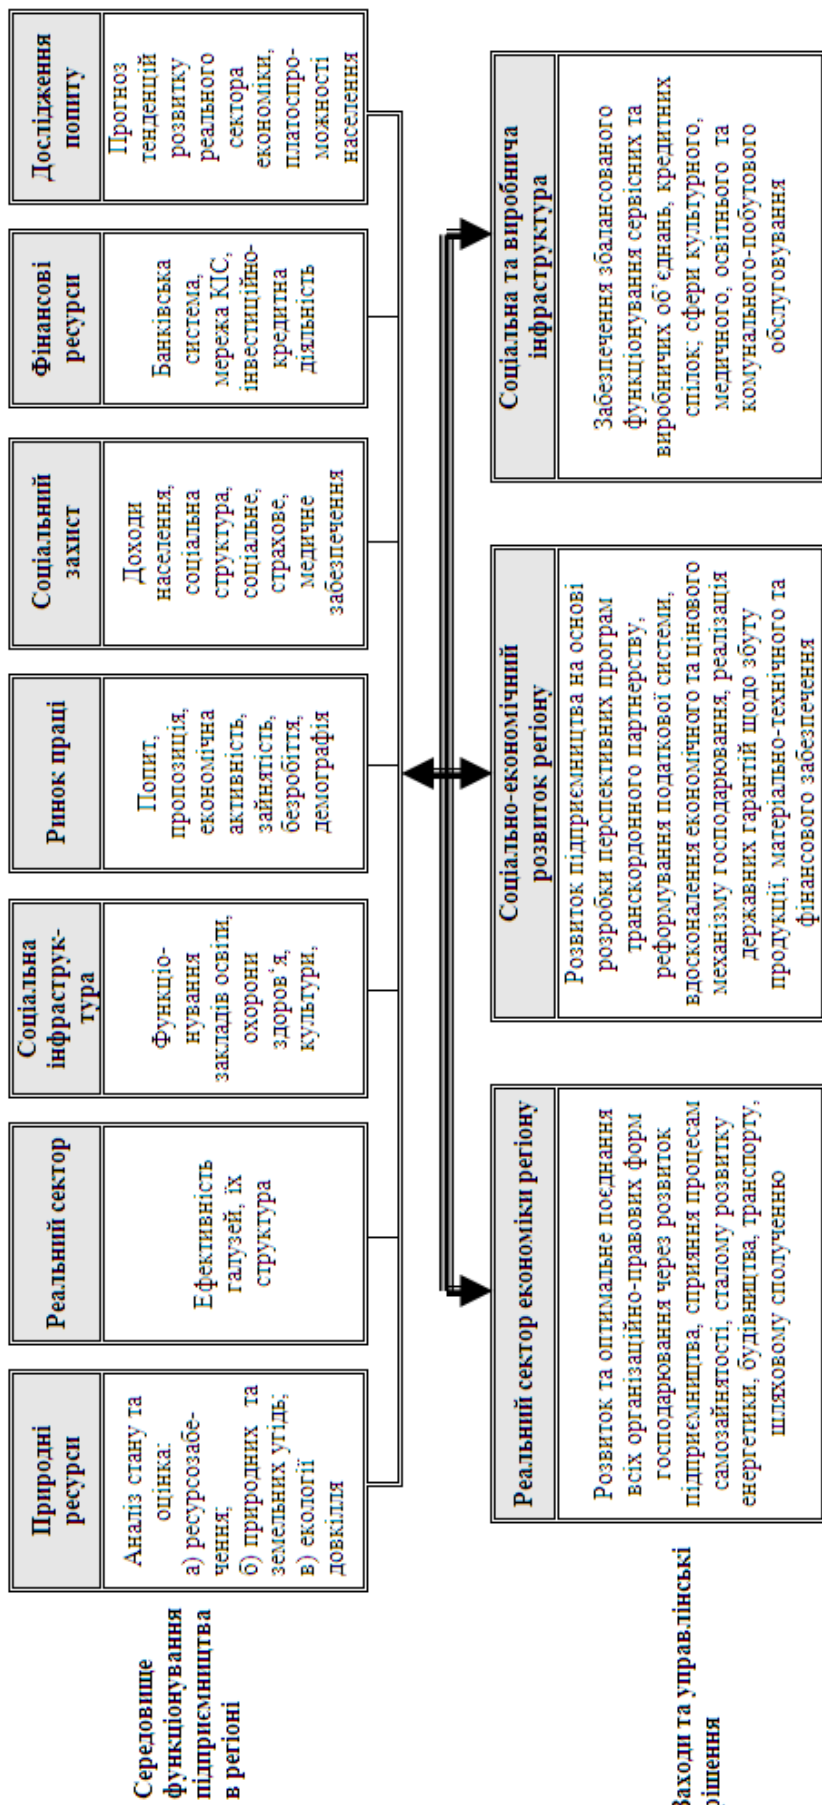 Середовище
функціонування
підприємництва
в регіоні
Природні
ресурси
Аналіз стану та
оцінка:
а) ресурсозабе-
чення;
б) природних та
земельних угідь;
в) екології
довкілля
Реальний сектор
Ефективність
галузей, їх
структура
Соціальна
інфраструк-
тура
Функціо-
нування
закладів освіти,
охорони
здоров'я,
культури,
Ринок праці
Попит,
пропозиція,
економічна
активність,
зайнятість,
безробіття,
демографія
Соціальний
захист
Доходи
населення,
соціальна
структура,
соціальне,
страхове,
медичне
забезпечення
Фінансові
ресурси
Банківська
система,
мережа КІС,
інвестиційно-
кредитна
діяльність
Дослідження
попиту
Прогноз
тенденцій
розвитку
реального
сектора
економіки,
платоспро-
можності
населення
Заходи та управлінські
рішення
Реальний сектор економіки регіону
Розвиток та оптимальне поєднання
всіх організаційно-правових форм
господарювання через розвиток
підприємництва, сприяння процесам
самозайнятості, сталому розвитку
енергетики, будівництва, транспорту,
шляховому сполученню
Соціально-економічний
розвиток регіону
Розвиток підприємництва на основі
розробки перспективних програм
транскордонного партнерству,
реформування податкової системи,
вдосконалення економічного та цінового
механізму господарювання, реалізація
державних гарантій щодо збуту
продукції, матеріально-технічного та
фінансового забезпечення
Соціальна та виробнича
інфраструктура
Забезпечення збалансованого
функціонування сервісних та
виробничих об'єднань, кредитних
спілок; сфери культурного,
медичного, освітнього та
комунального-побутового
обслуговування